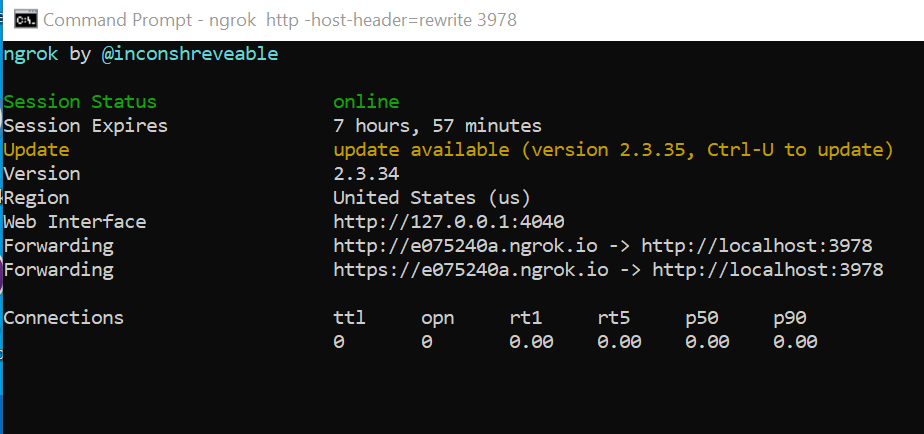 Command Prompt - ngrok  http -host-header=rewrite 3978
ngrok by @inconshreveable
Session Status online
Session Expires 7 hours, 57 minutes
Update update available (version 2.3.35, Ctrl-U to update)
Version 2.3.34
Region United States (us)
Web Interface http://127.0.0.1:4040
Forwarding http://e075240a.ngrok.io -> http://localhost:3978
Forwarding https://e075240a.ngrok.io -> http://localhost:3978
Connections ttl opn rt1 rt5 p50 p90
0 0 0.00 0.00 0.00 0.00